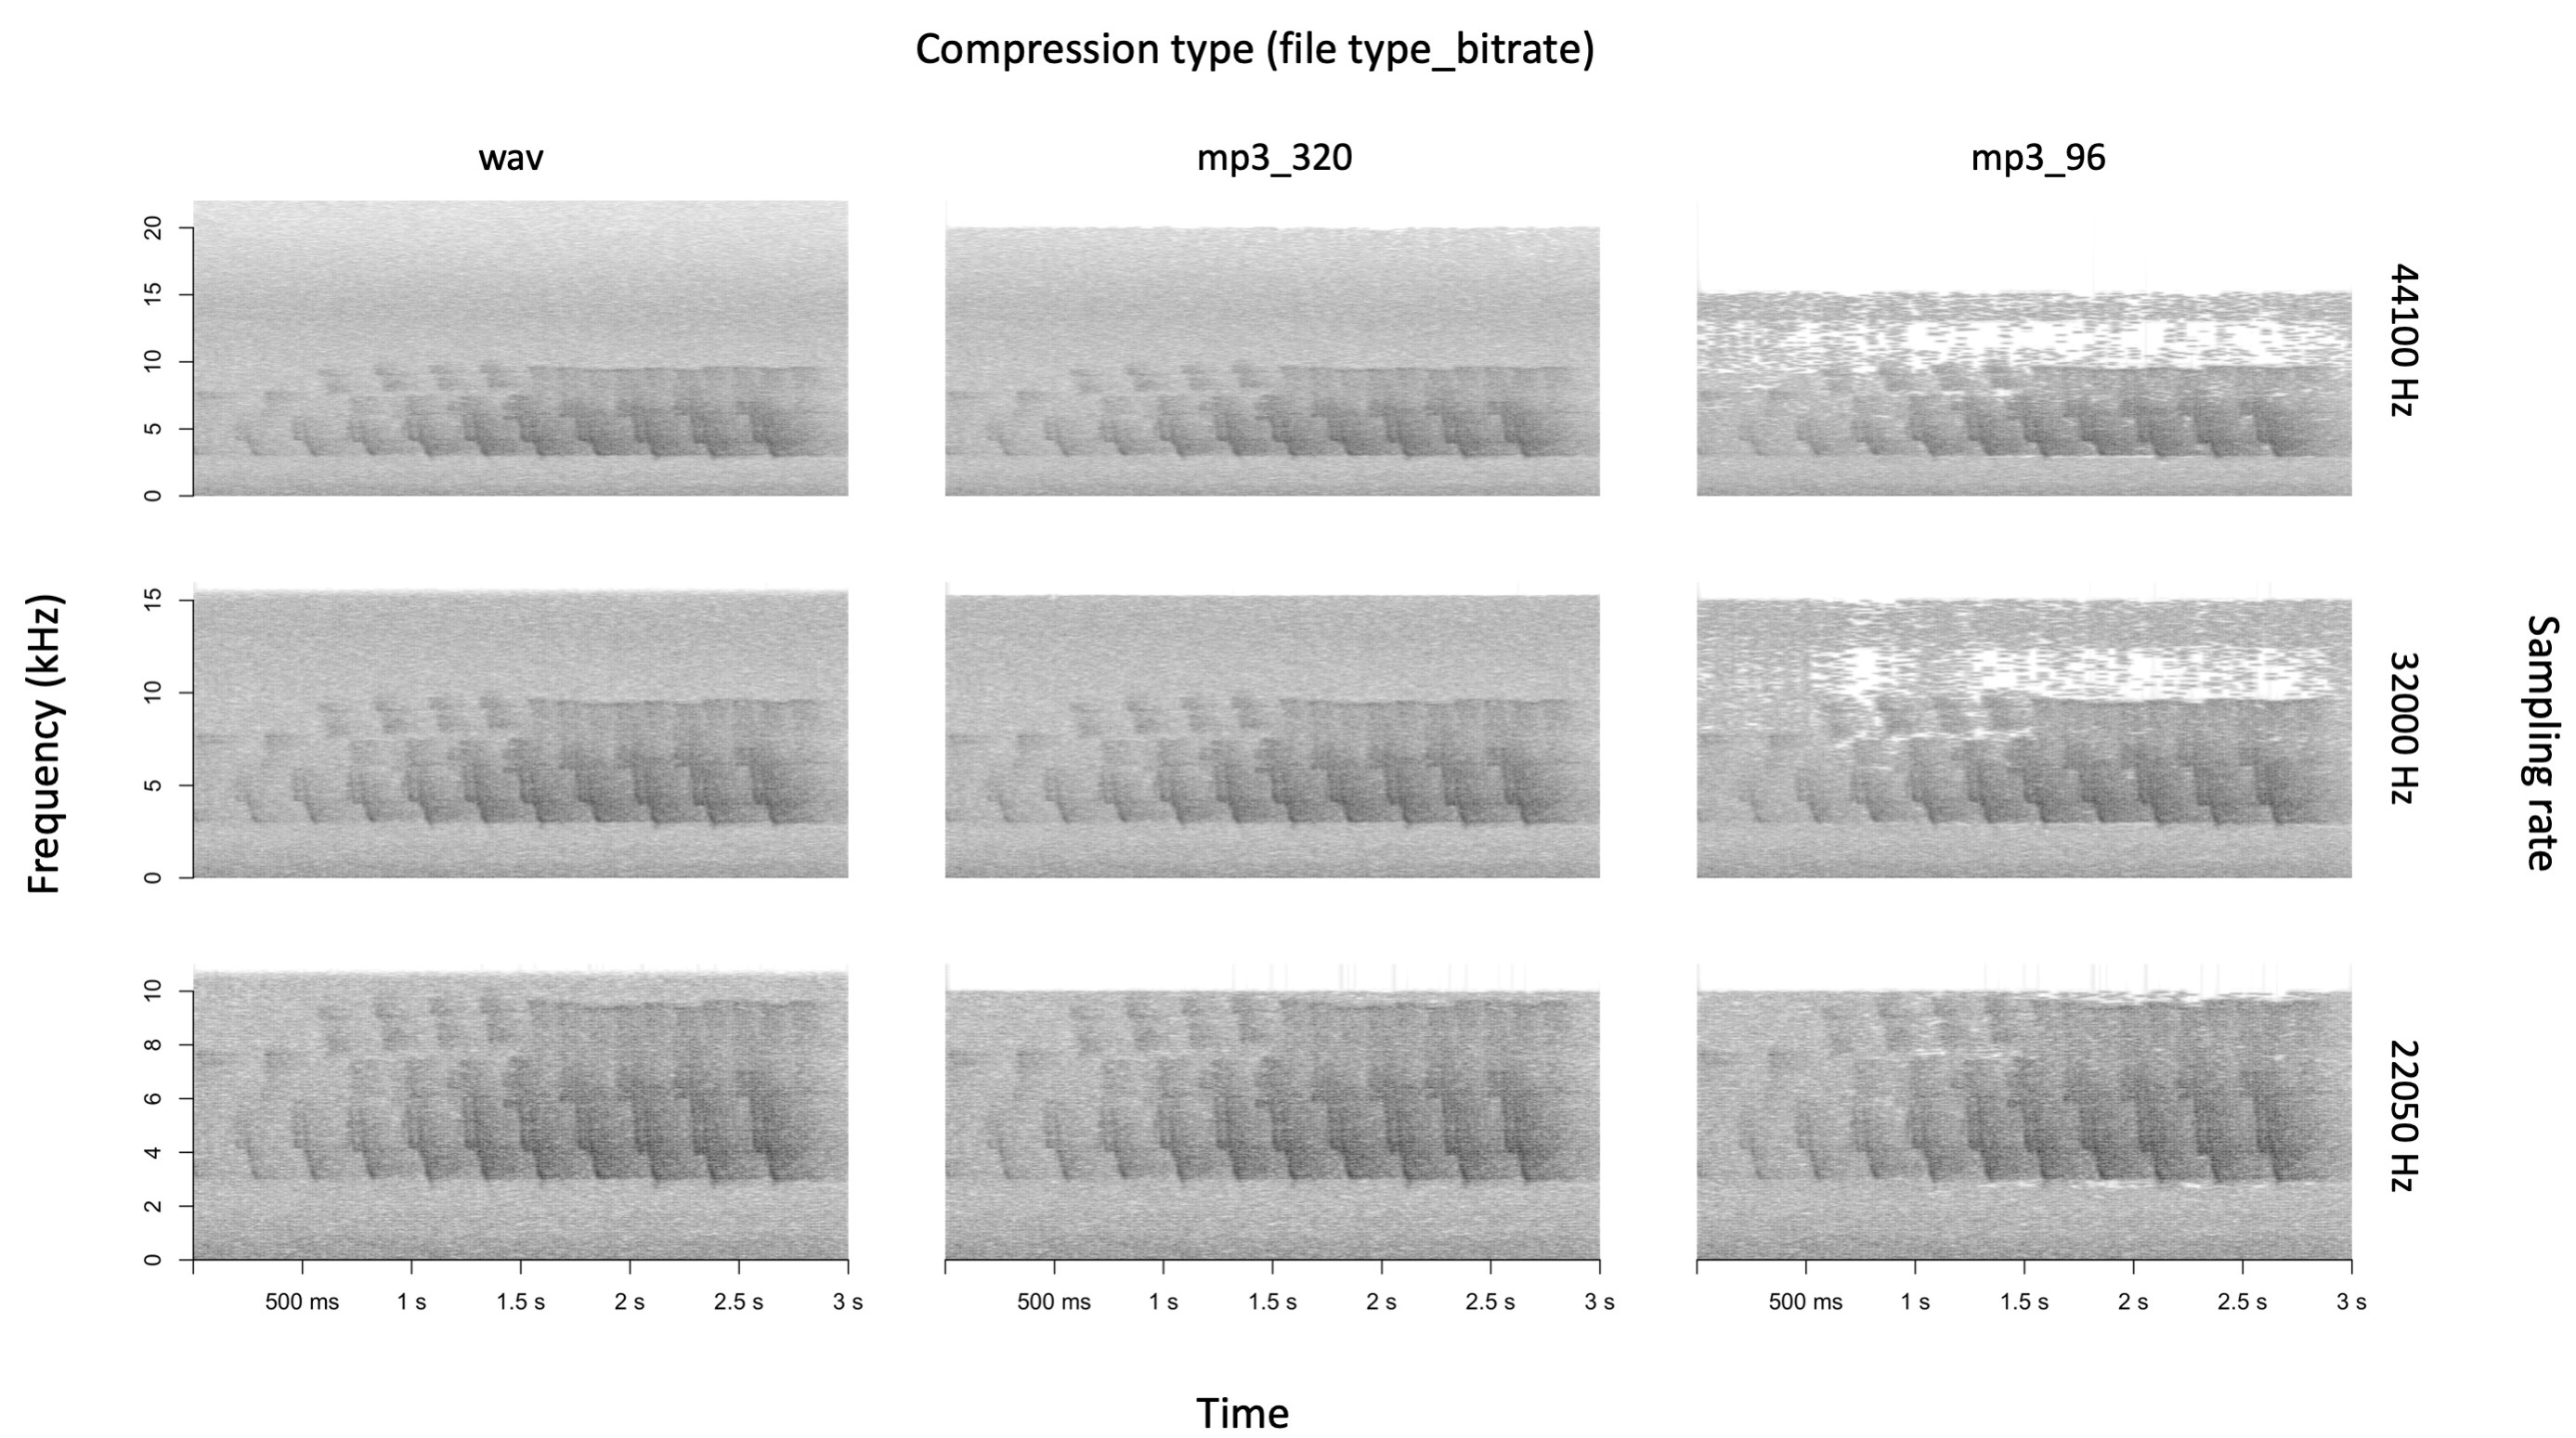 Compression type (file type_bitrate)
wav
mp3_320
mp3_96
Frequency (kHz)
20
15
10
5
0
44100 Hz
15
10
5
0
32000 Hz
Sampling rate
10
8
6
4
2
0
22050 Hz
500 ms 1 s 1.5 s 2 s 2.5 s 3 s
500 ms 1 s 1.5 s 2 s 2.5 s 3 s
500 ms 1 s 1.5 s 2 s 2.5 s 3 s
Time